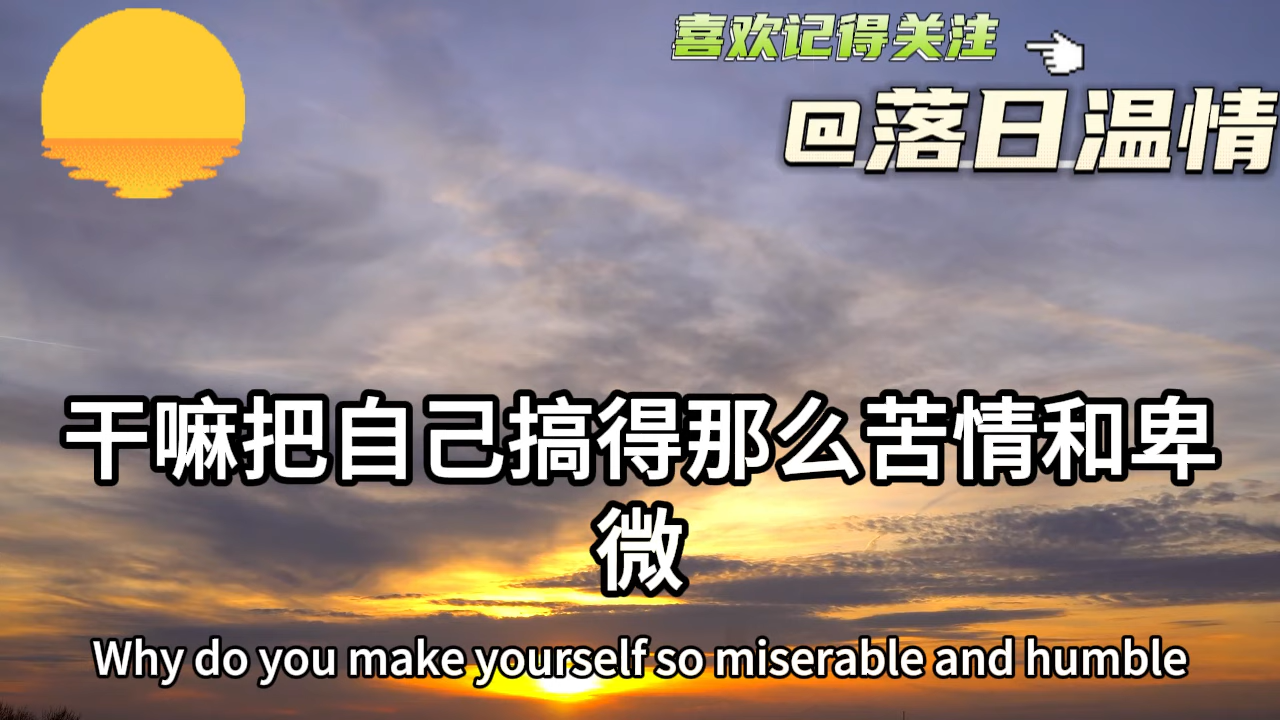 喜欢记得关注
@落日温情
干嘛把自己搞得那么苦情和卑
微
Why do you make yourself so miserable and humble